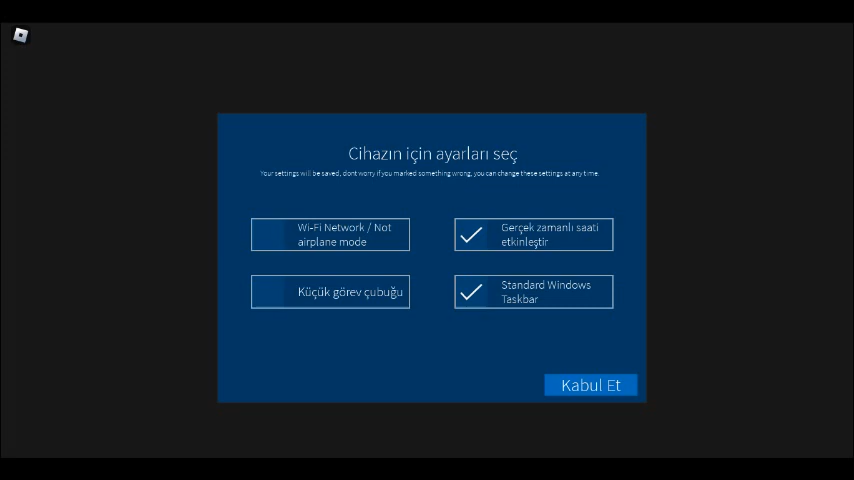 Cihazın için ayarları seç
Your settings will be saved, dont worry if you marked something wrong, you can change these settings at any time.
Wi-Fi Network / Not
airplane mode
Gerçek zamanlı saati
etkinleştir
Küçük görev çubuğu
Standard Windows
Taskbar
Kabul Et